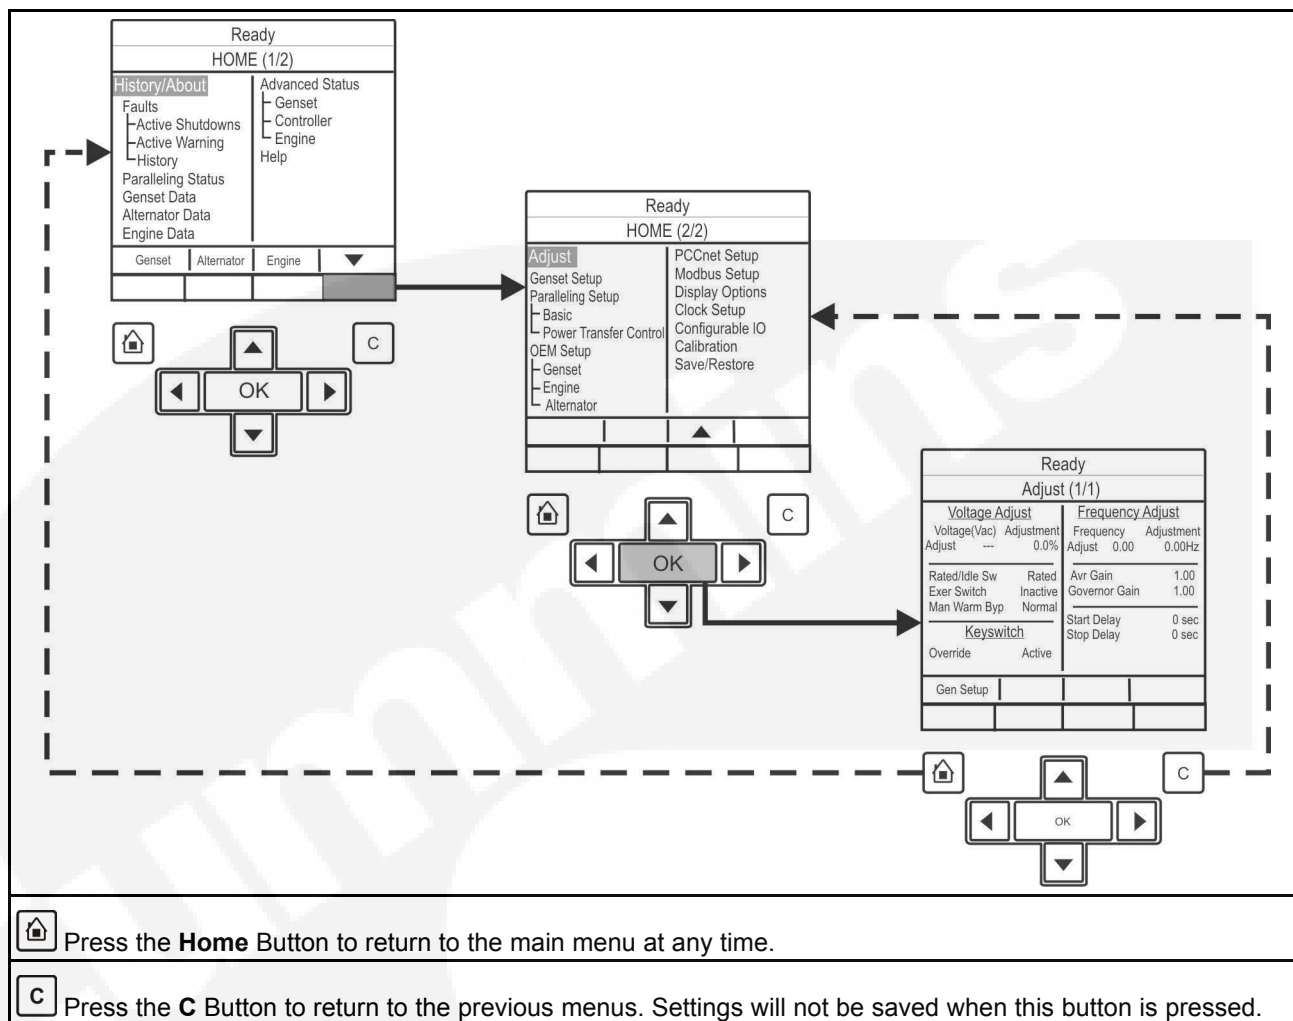 Ready
HOME (1/2)
History/About
Faults
Active Shutdowns
Active Warning
History
Paralleling Status
Genset Data
Alternator Data
Engine Data
Advanced Status
Genset
Controller
Engine
Help
Genset Alternator Engine
C
OK
Ready
HOME (2/2)
Adjust
Genset Setup
Paralleling Setup
Basic
Power Transfer Control
OEM Setup
Genset
Engine
Alternator
PCCnet Setup
Modbus Setup
Display Options
Clock Setup
Configurable IO
Calibration
Save/Restore
C
OK
Ready
Adjust (1/1)
Voltage Adjust
Voltage(Vac) Adjustment
Adjust --- 0.0%
Rated/Idle Sw Rated
Exer Switch Inactive
Man Warm Byp Normal
Keyswitch
Override Active
Frequency Adjust
Frequency Adjustment
Adjust 0.00 0.00Hz
Avr Gain 1.00
Governor Gain 1.00
Start Delay 0 sec
Stop Delay 0 sec
Gen Setup
C
OK
Press the Home Button to return to the main menu at any time.
C Press the C Button to return to the previous menus. Settings will not be saved when this button is pressed.
cummins